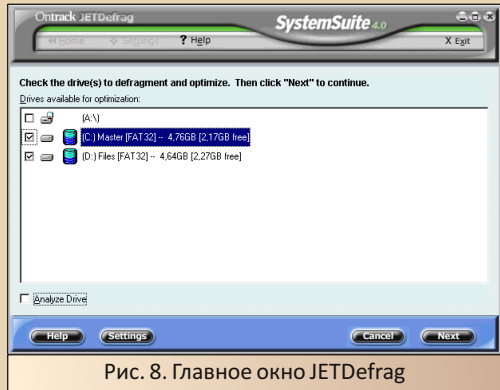 Ontrack JETDefrag
SystemSuite 4.0
Home Settings ? Help X Exit
Check the drive(s) to defragment and optimize. Then click "Next" to continue.
Drives available for optimization:
(A:\)
(C:) Master [FAT32] -- 4,76GB [2,17GB free]
(D:) Files [FAT32] -- 4,64GB [2,27GB free]
Analyze Drive
Help Settings Cancel Next
Рис. 8. Главное окно JETDefrag